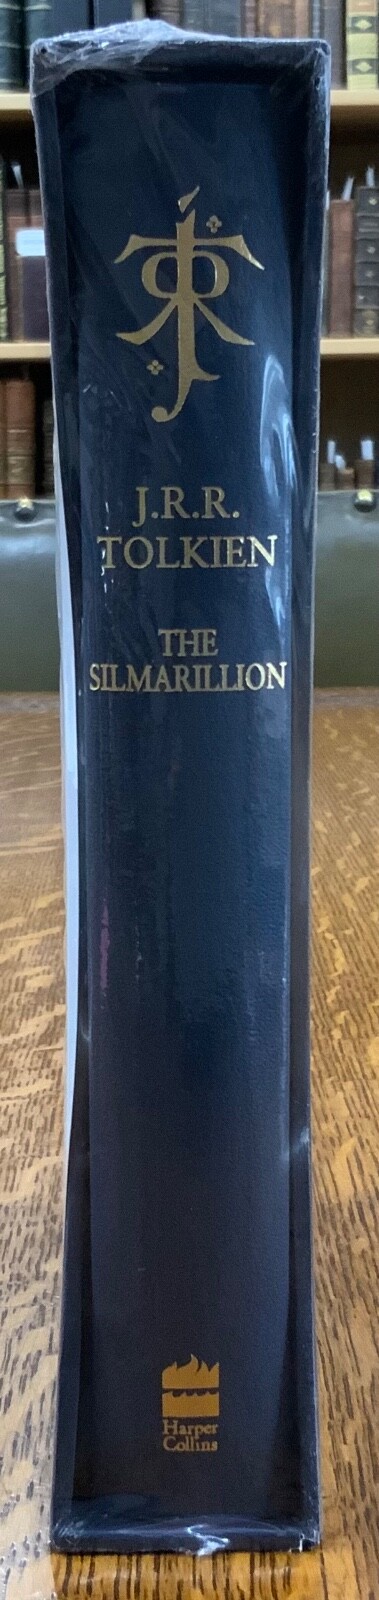 J.R.R.
TOLKIEN
THE
SILMARILLION
Harper
Collins